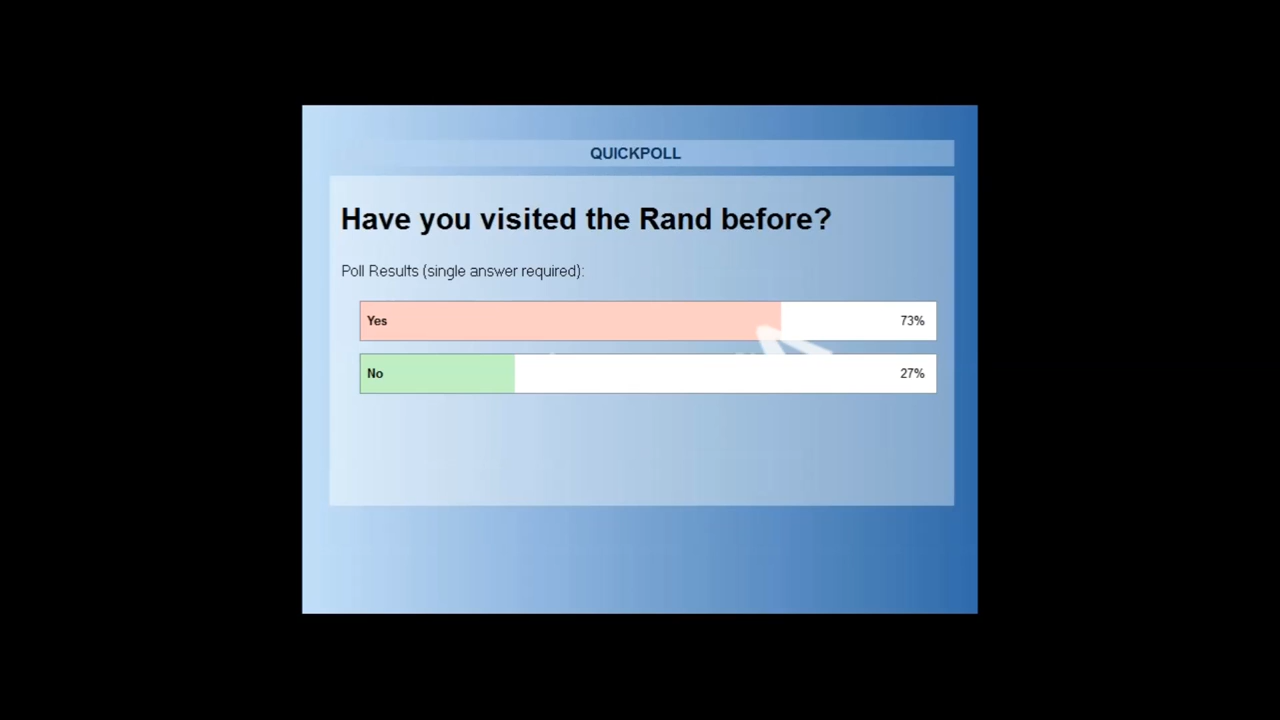 QUICKPOLL
Have you visited the Rand before?
Poll Results (single answer required):
Yes 73%
No 27%